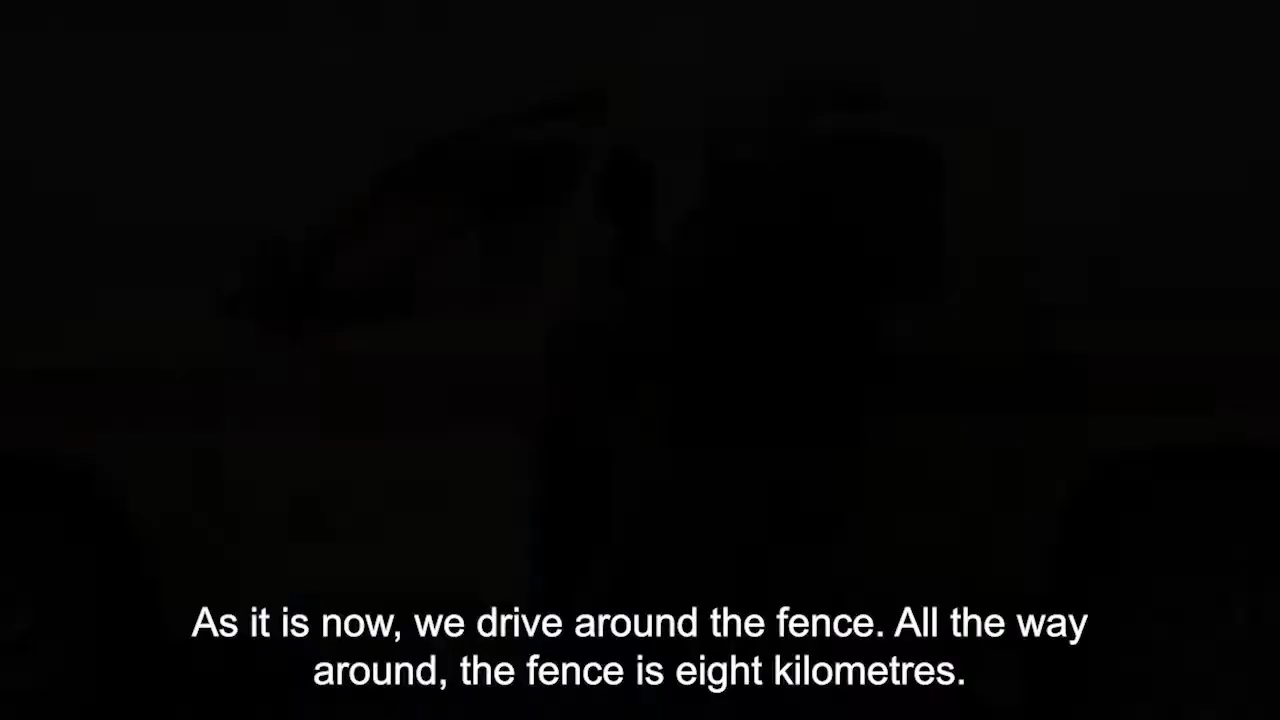 As it is now, we drive around the fence. All the way
around, the fence is eight kilometres.